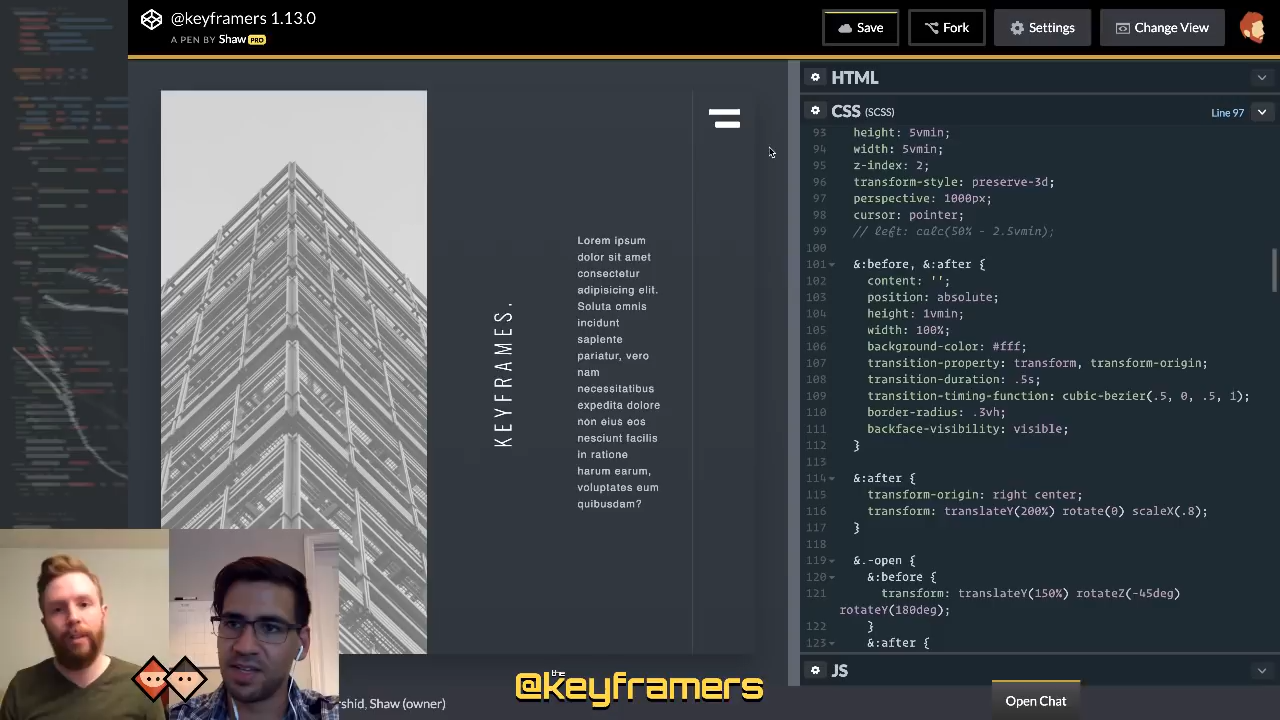 @keyframers 1.13.0
A PEN BY Shaw PRO
Save
Fork
Settings
Change View
HTML
CSS (SCSS)
Line 97
93 height: 5vmin;
94 width: 5vmin;
95 z-index: 2;
96 transform-style: preserve-3d;
97 perspective: 1000px;
98 cursor: pointer;
99 // left: calc(50% - 2.5vmin);
100
101 &:before, &:after {
102 content: '';
103 position: absolute;
104 height: 1vmin;
105 width: 100%;
106 background-color: #fff;
107 transition-property: transform, transform-origin;
108 transition-duration: .5s;
109 transition-timing-function: cubic-bezier(.5, 0, .5, 1);
110 border-radius: .3vh;
111 backface-visibility: visible;
112 }
113
114 &:after {
115 transform-origin: right center;
116 transform: translateY(200%) rotate(0) scaleX(.8);
117 }
118
119 &.-open {
120 &:before {
121 transform: translateY(150%) rotateZ(-45deg)
rotateY(180deg);
122 }
123 &:after {
JS
KEYFRAMES.
Lorem ipsum
dolor sit amet
consectetur
adipisicing elit.
Soluta omnis
incidunt
sapiente
pariatur, vero
nam
necessitatibus
expedita dolore
non eius eos
nesciunt facilis
in ratione
harum earum,
voluptates eum
quibusdam?
@the keyframers
rshid, Shaw (owner)
Open Chat